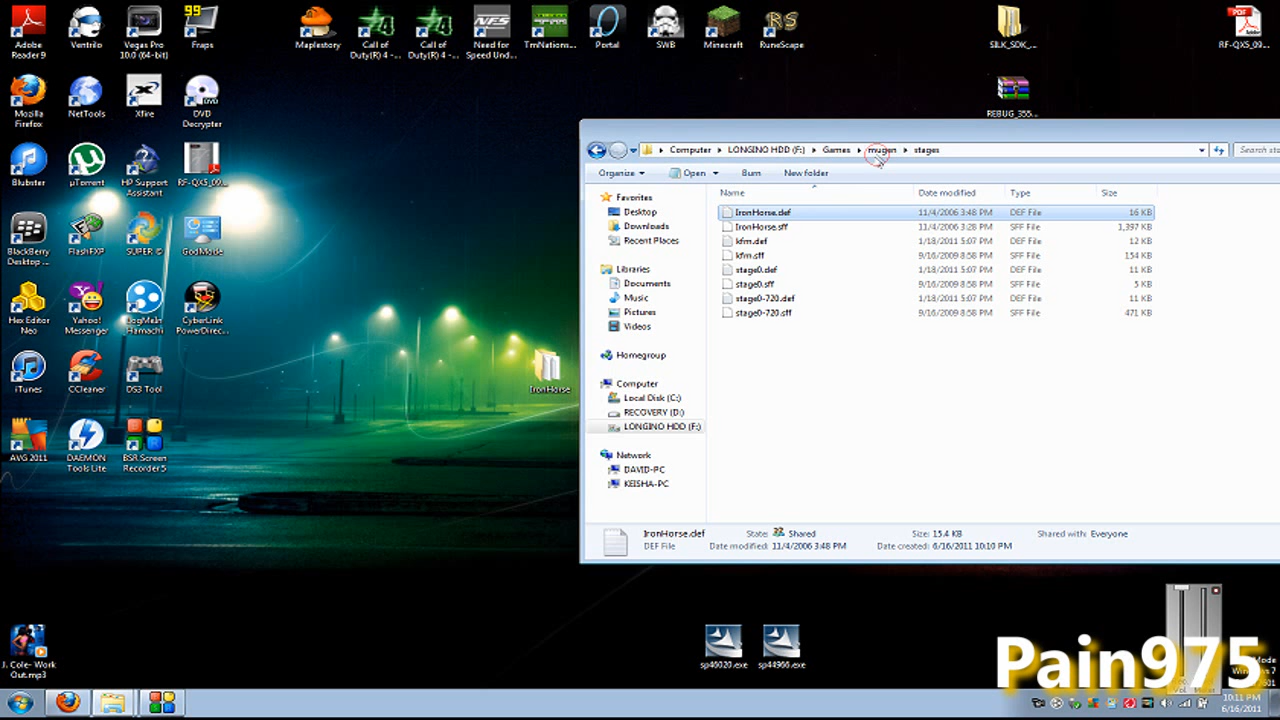 Adobe Reader 9
Ventrilo
Vegas Pro 10.0 (64-bit)
99
Fraps
Maplestory
Call of Duty(R) 4 -...
Call of Duty(R) 4 -...
NFS
Need for Speed Und...
TmNations...
Portal
SWB
Minecraft
RS
RuneScape
SILK_SDK_...
PDF
RF-QX5_09...
Mozilla Firefox
NetTools
Xfire
DVD Decrypter
REBUG_355...
Blubster
µTorrent
HP Support Assistant
RF-QX5_09...
BlackBerry Desktop ...
FlashFXP
SUPER ©
GodMode
Hex Editor Neo
Yahoo! Messenger
LogMeIn Hamachi
CyberLink PowerDirec...
iTunes
CCleaner
DS3 Tool
IronHorse
AVG 2011
DAEMON Tools Lite
BSR Screen Recorder 5
J. Cole- Work Out.mp3
sp46020.exe
sp44966.exe
Computer LONGINO HDD (F:) Games mugen stages
Search sta
Organize Open Burn New folder
Name Date modified Type Size
IronHorse.def 11/4/2006 3:48 PM DEF File 16 KB
IronHorse.sff 11/4/2006 3:28 PM SFF File 1,397 KB
kfm.def 1/18/2011 5:07 PM DEF File 12 KB
kfm.sff 9/16/2009 8:58 PM SFF File 154 KB
stage0.def 1/18/2011 5:07 PM DEF File 11 KB
stage0.sff 9/16/2009 8:58 PM SFF File 5 KB
stage0-720.def 1/18/2011 5:07 PM DEF File 11 KB
stage0-720.sff 9/16/2009 8:58 PM SFF File 471 KB
Favorites
Desktop
Downloads
Recent Places
Libraries
Documents
Music
Pictures
Videos
Homegroup
Computer
Local Disk (C:)
RECOVERY (D:)
LONGINO HDD (F:)
Network
DAVID-PC
KEISHA-PC
IronHorse.def State: Shared Size: 15.4 KB Shared with: Everyone
DEF File Date modified: 11/4/2006 3:48 PM Date created: 6/16/2011 10:10 PM
Pain975
10:11 PM
6/16/2011